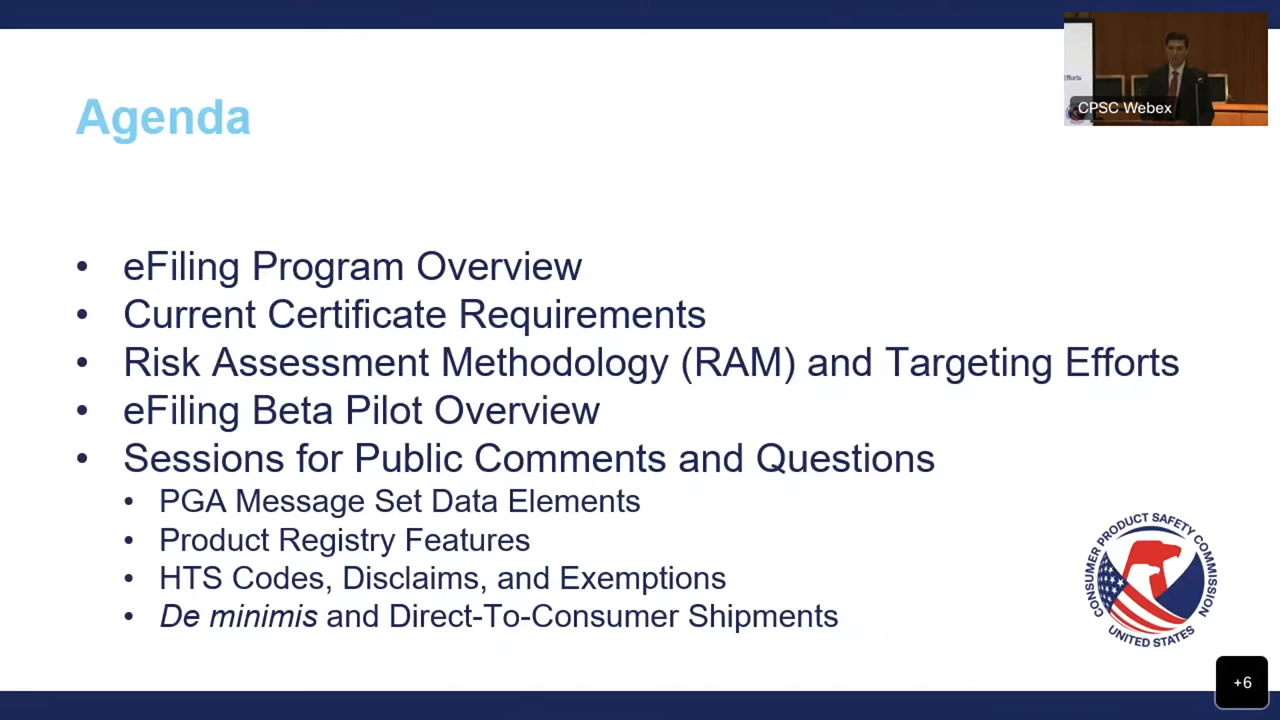 Efforts
CPSC Webex
Agenda
• eFiling Program Overview
• Current Certificate Requirements
• Risk Assessment Methodology (RAM) and Targeting Efforts
• eFiling Beta Pilot Overview
• Sessions for Public Comments and Questions
• PGA Message Set Data Elements
• Product Registry Features
• HTS Codes, Disclaims, and Exemptions
• De minimis and Direct-To-Consumer Shipments
CONSUMER PRODUCT SAFETY COMMISSION
UNITED STATES
+6